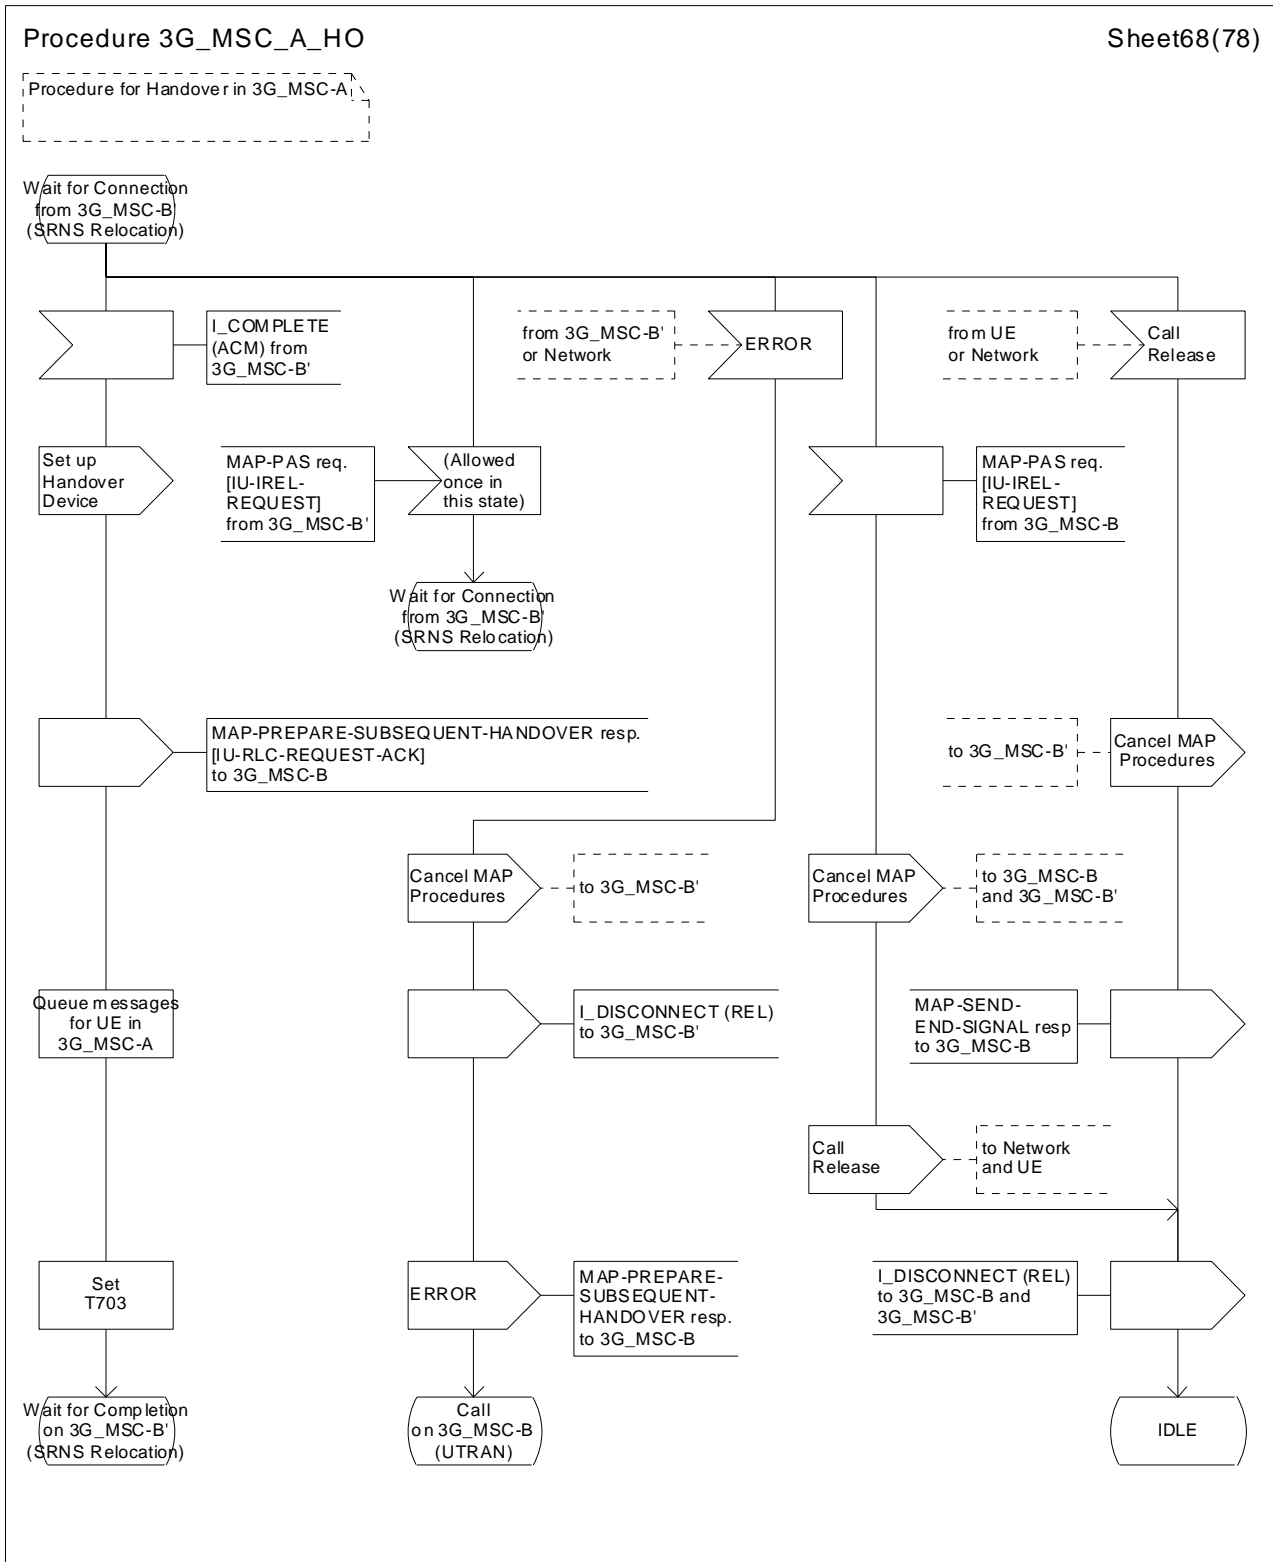 Procedure 3G_MSC_A_HO
Sheet68(78)
Procedure for Handover in 3G_MSC-A
Wait for Connection
from 3G_MSC-B'
(SRNS Relocation)
I_COMPLETE
(ACM) from
3G_MSC-B'
from 3G_MSC-B'
or Network
ERROR
from UE
or Network
Call
Release
Set up
Handover
Device
MAP-PAS req.
[IU-IREL-
REQUEST]
from 3G_MSC-B'
(Allowed
once in
this state)
MAP-PAS req.
[IU-IREL-
REQUEST]
from 3G_MSC-B
Wait for Connection
from 3G_MSC-B'
(SRNS Relocation)
MAP-PREPARE-SUBSEQUENT-HANDOVER resp.
[IU-RLC-REQUEST-ACK]
to 3G_MSC-B
to 3G_MSC-B'
Cancel MAP
Procedures
Cancel MAP
Procedures
to 3G_MSC-B'
Cancel MAP
Procedures
to 3G_MSC-B
and 3G_MSC-B'
Queue messages
for UE in
3G_MSC-A
I_DISCONNECT (REL)
to 3G_MSC-B'
MAP-SEND-
END-SIGNAL resp
to 3G_MSC-B
Call
Release
to Network
and UE
Set
T703
ERROR
MAP-PREPARE-
SUBSEQUENT-
HANDOVER resp.
to 3G_MSC-B
I_DISCONNECT (REL)
to 3G_MSC-B and
3G_MSC-B'
Wait for Completion
on 3G_MSC-B'
(SRNS Relocation)
Call
on 3G_MSC-B
(UTRAN)
IDLE